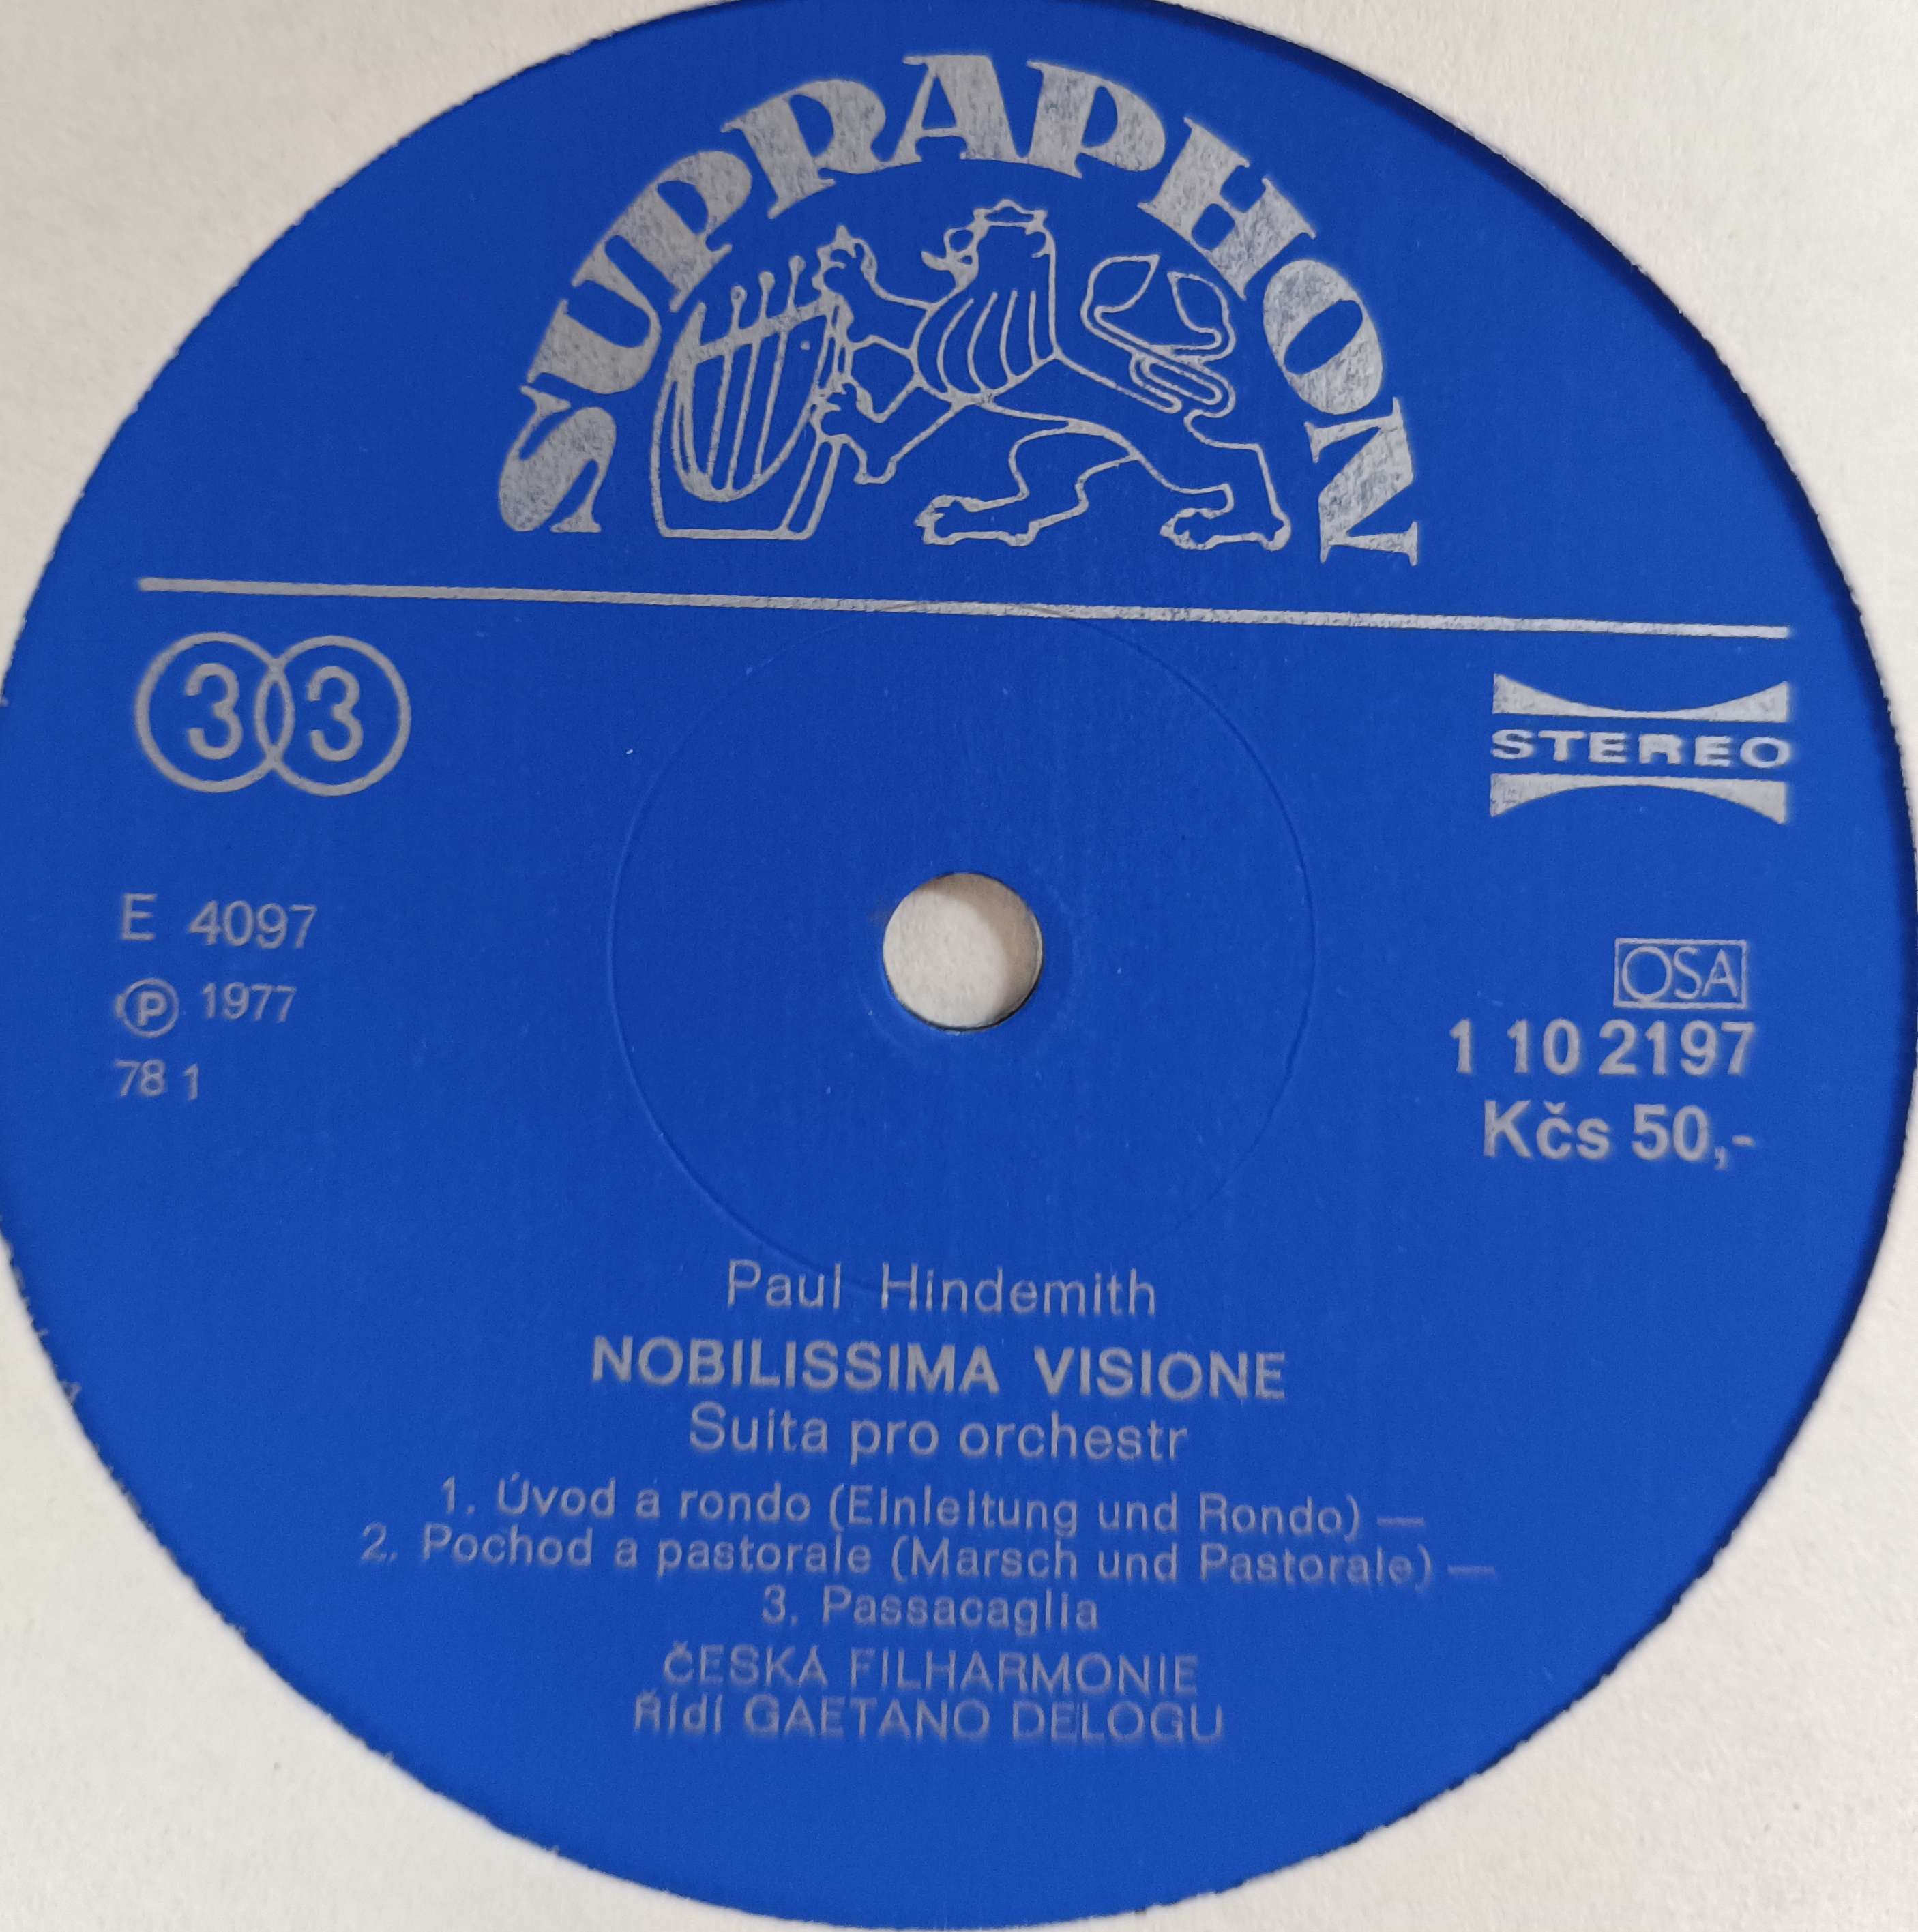 SUPRAPHON
33
STEREO
E 4097
℗ 1977
78 1
OSA
1 10 2197
Kčs 50,-
Paul Hindemith
NOBILISSIMA VISIONE
Suita pro orchestr
1. Úvod a rondo (Einleitung und Rondo) —
2. Pochod a pastorale (Marsch und Pastorale) —
3. Passacaglia
ČESKÁ FILHARMONIE
Řídí GAETANO DELOGU